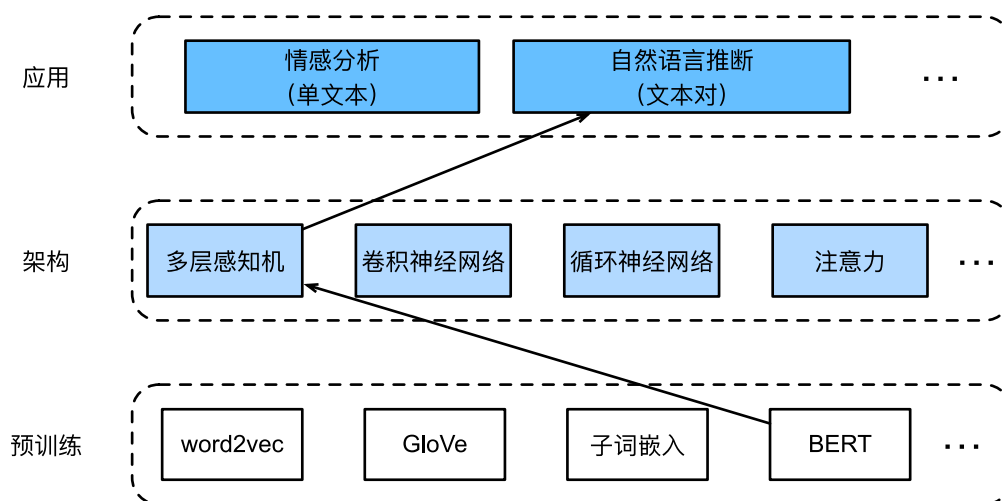 应用
情感分析
（单文本）
自然语言推断
（文本对）
...
架构
多层感知机
卷积神经网络
循环神经网络
注意力
...
预训练
word2vec
GloVe
子词嵌入
BERT
...